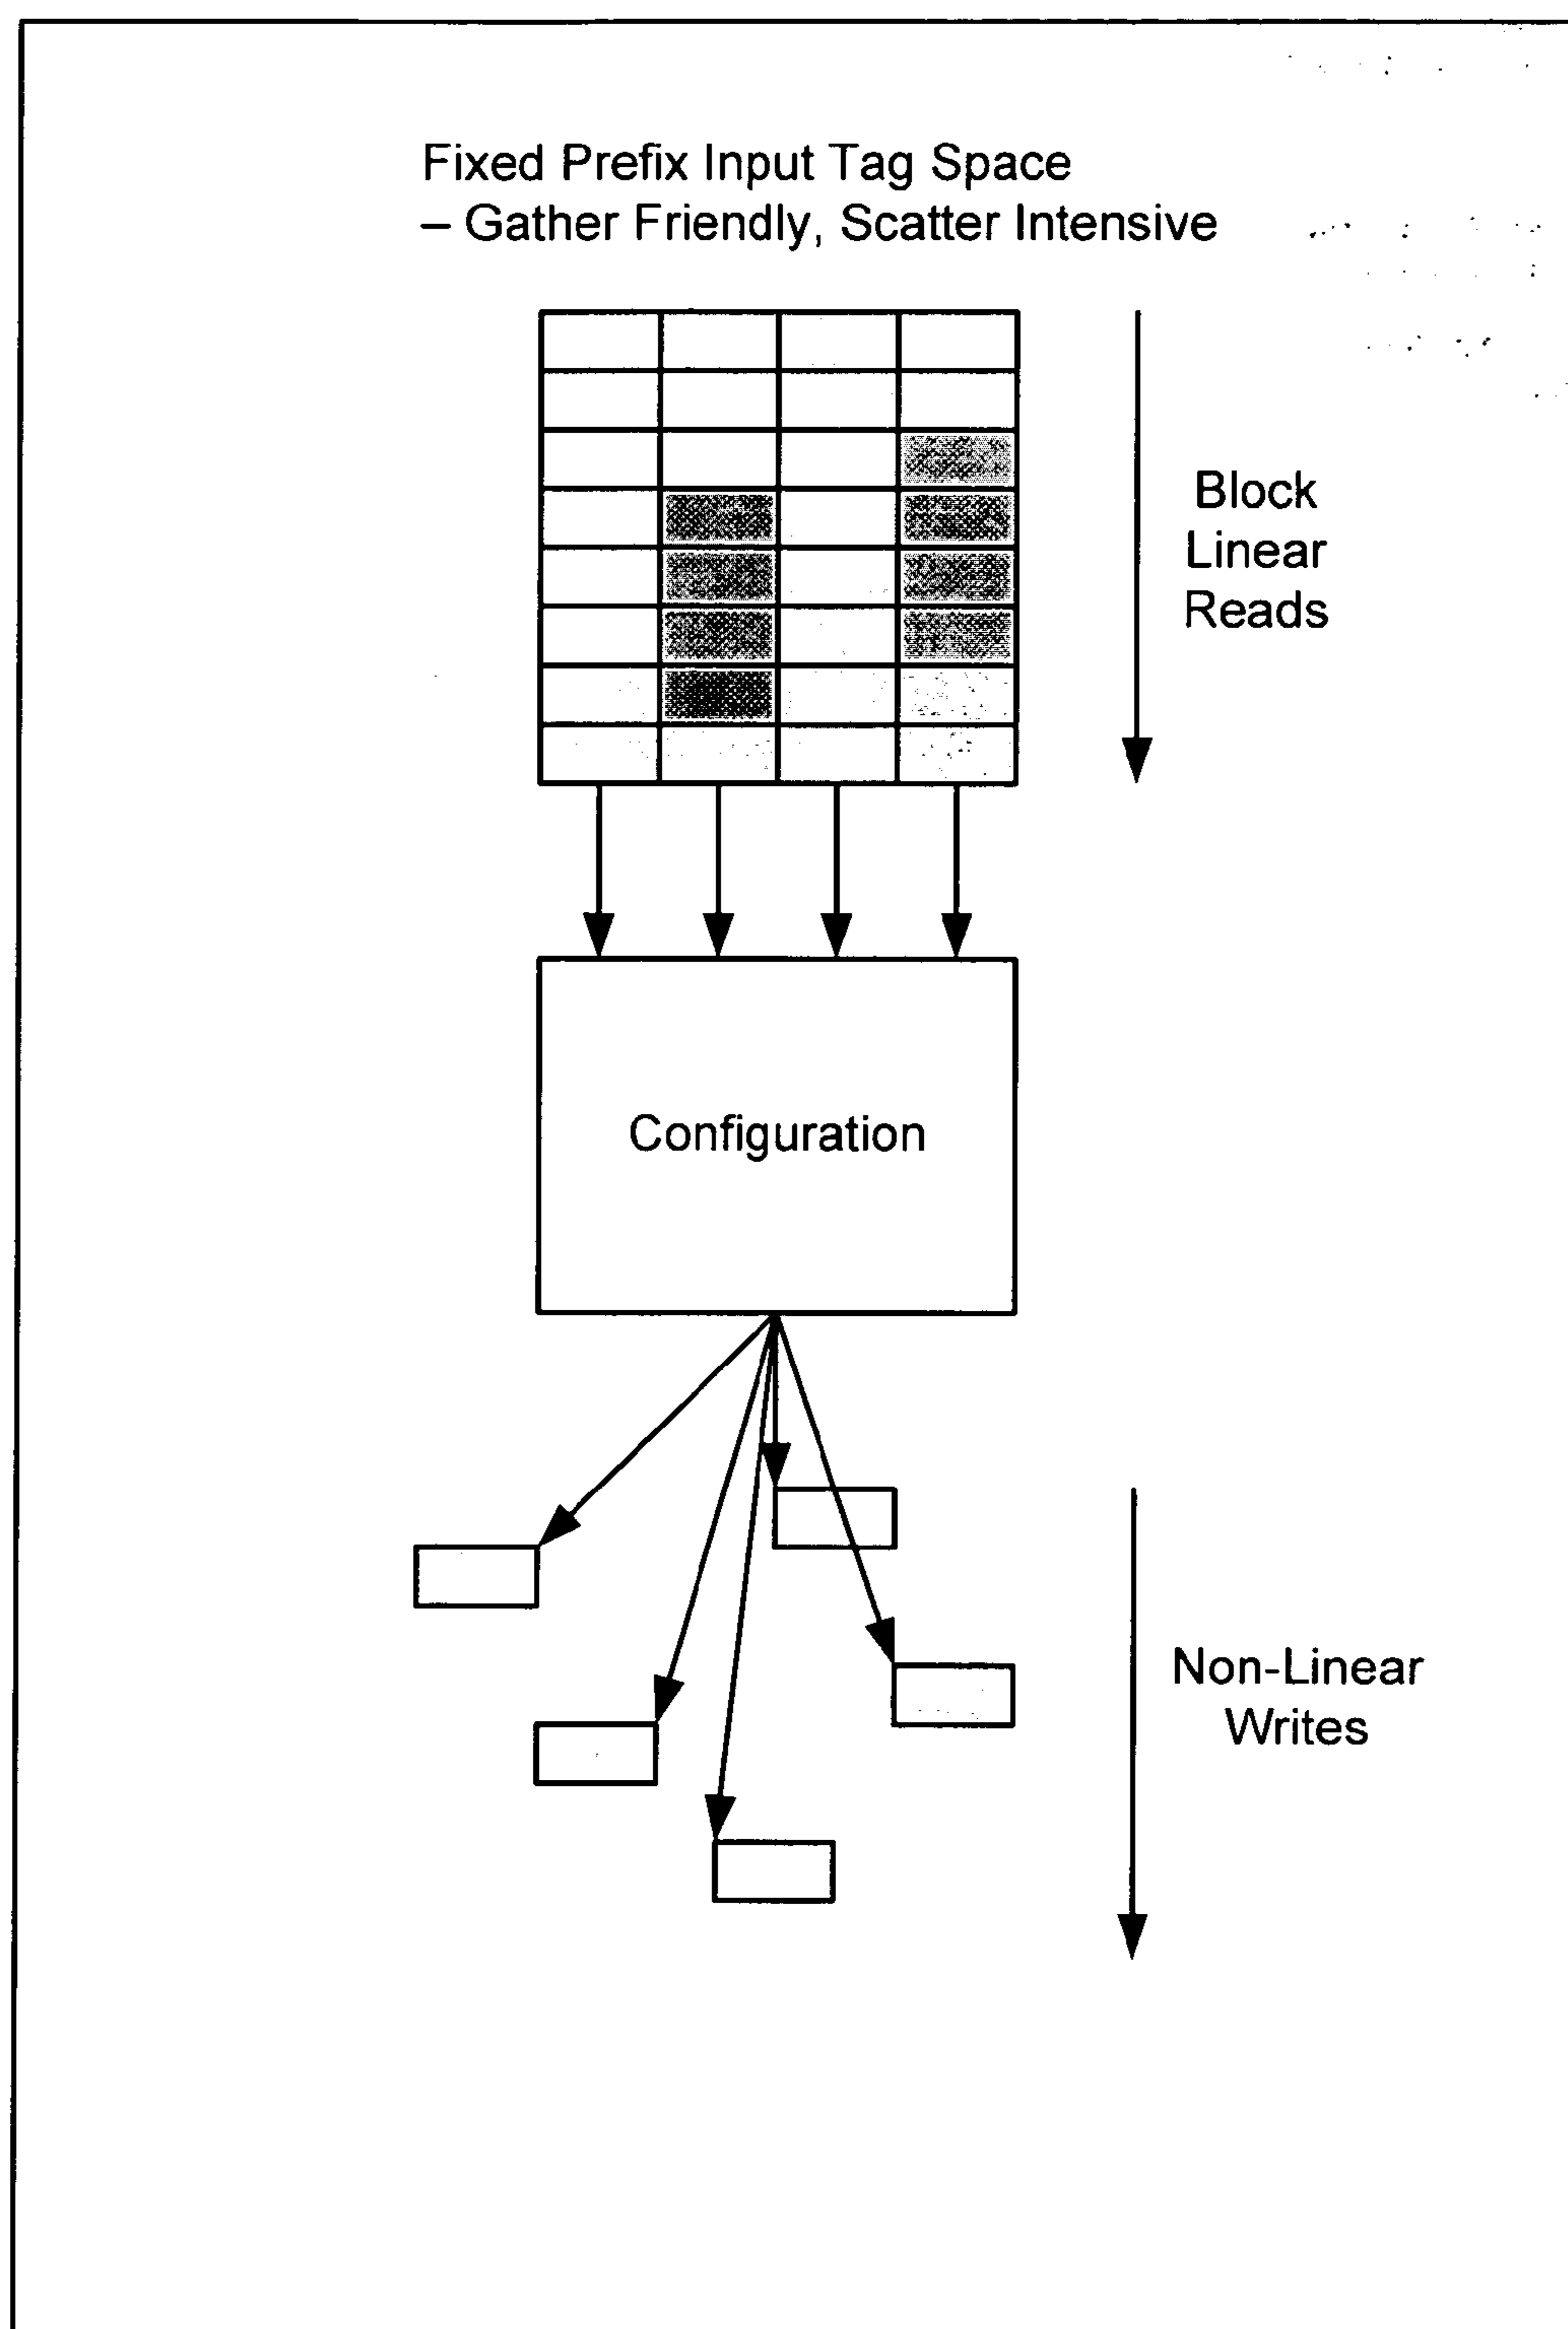 Fixed Prefix Input Tag Space
– Gather Friendly, Scatter Intensive
Block
Linear
Reads
Configuration
Non-Linear
Writes